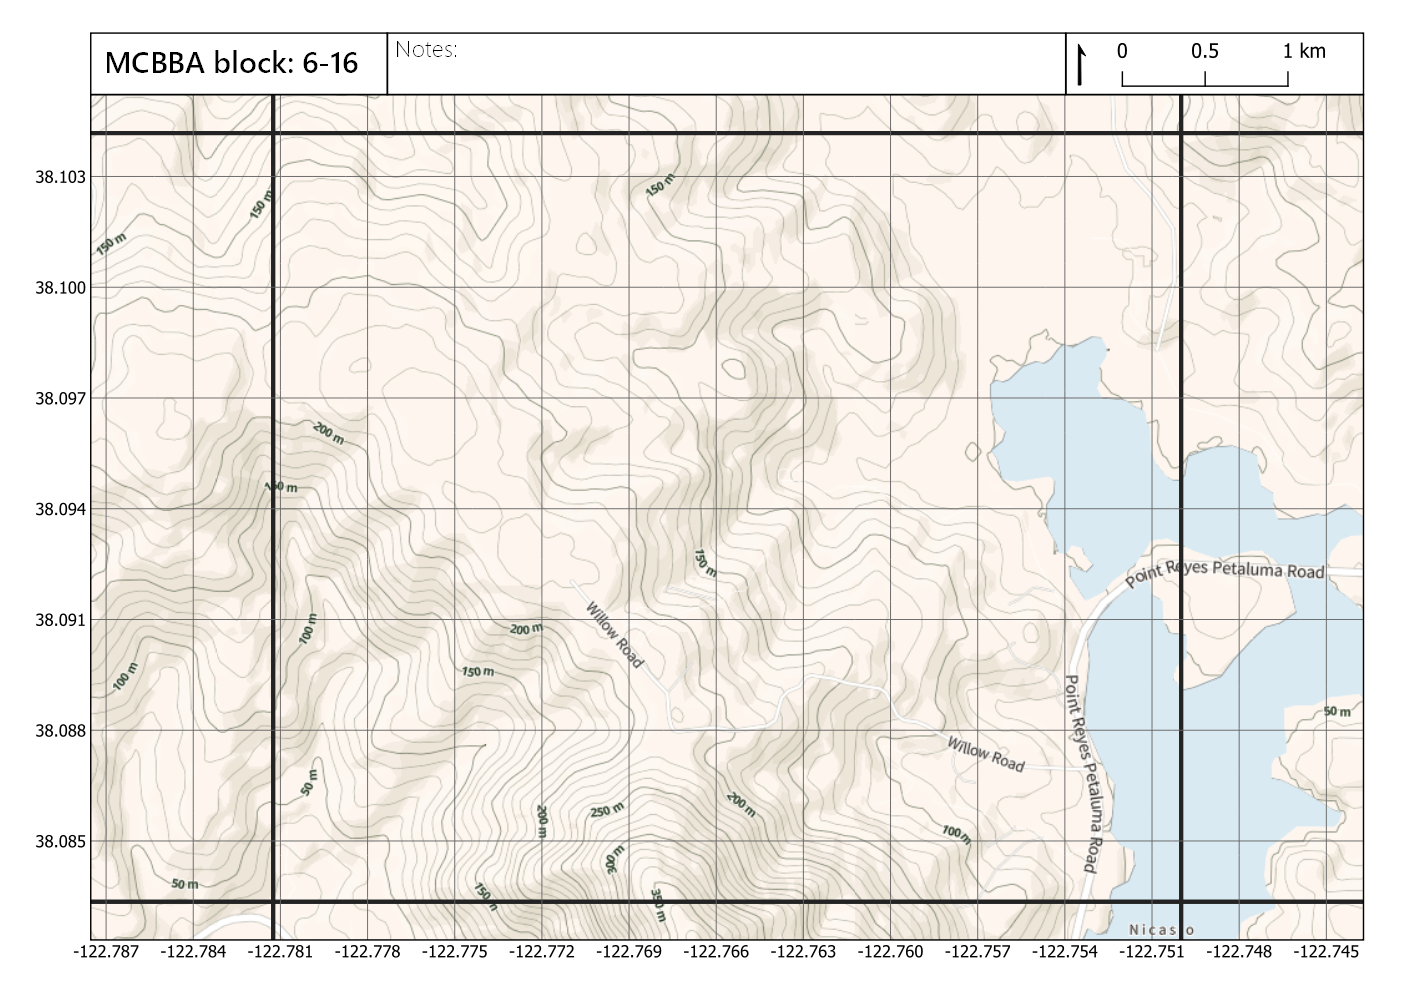 MCBBA block: 6-16
Notes:
0 0.5 1 km
38.103
38.100
38.097
38.094
38.091
38.088
38.085
150 m
150 m
150 m
200 m
150 m
150 m
Point Reyes Petaluma Road
100 m
200 m
Willow Road
100 m
150 m
Point Reyes Petaluma Road
50 m
Willow Road
50 m
200 m
250 m
200 m
100 m
300 m
50 m
150 m
350 m
Nicasio
-122.787 -122.784 -122.781 -122.778 -122.775 -122.772 -122.769 -122.766 -122.763 -122.760 -122.757 -122.754 -122.751 -122.748 -122.745